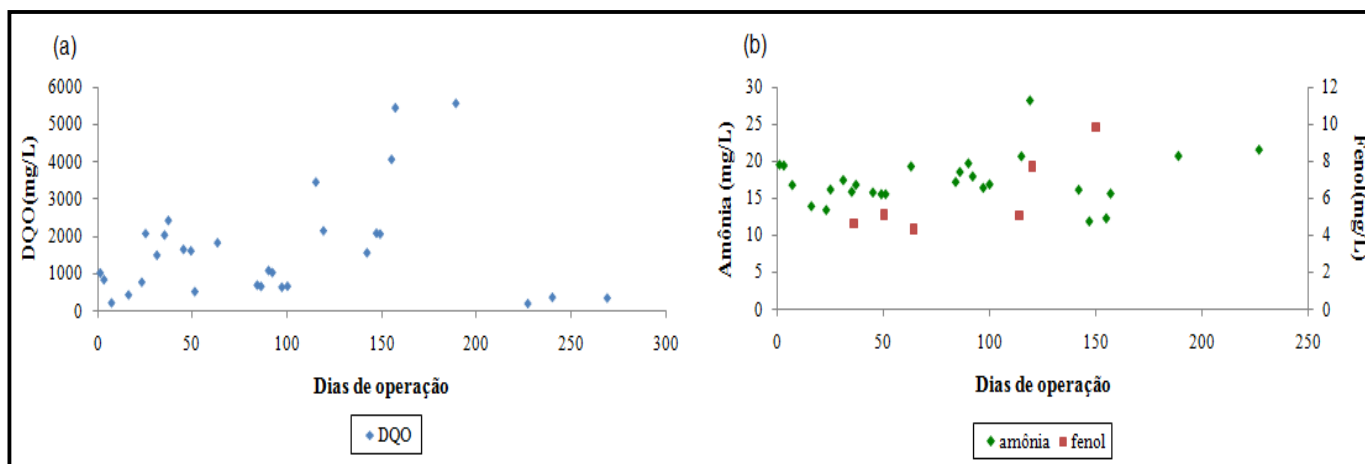 (a)
6000
5000
4000
3000
2000
1000
0
DQO(mg/L)
0 50 100 150 200 250 300
Dias de operação
DQO
(b)
30
25
20
15
10
5
0
Amônia (mg/L)
12
10
8
6
4
2
0
Fenol(mg/L)
0 50 100 150 200 250
Dias de operação
amônia fenol